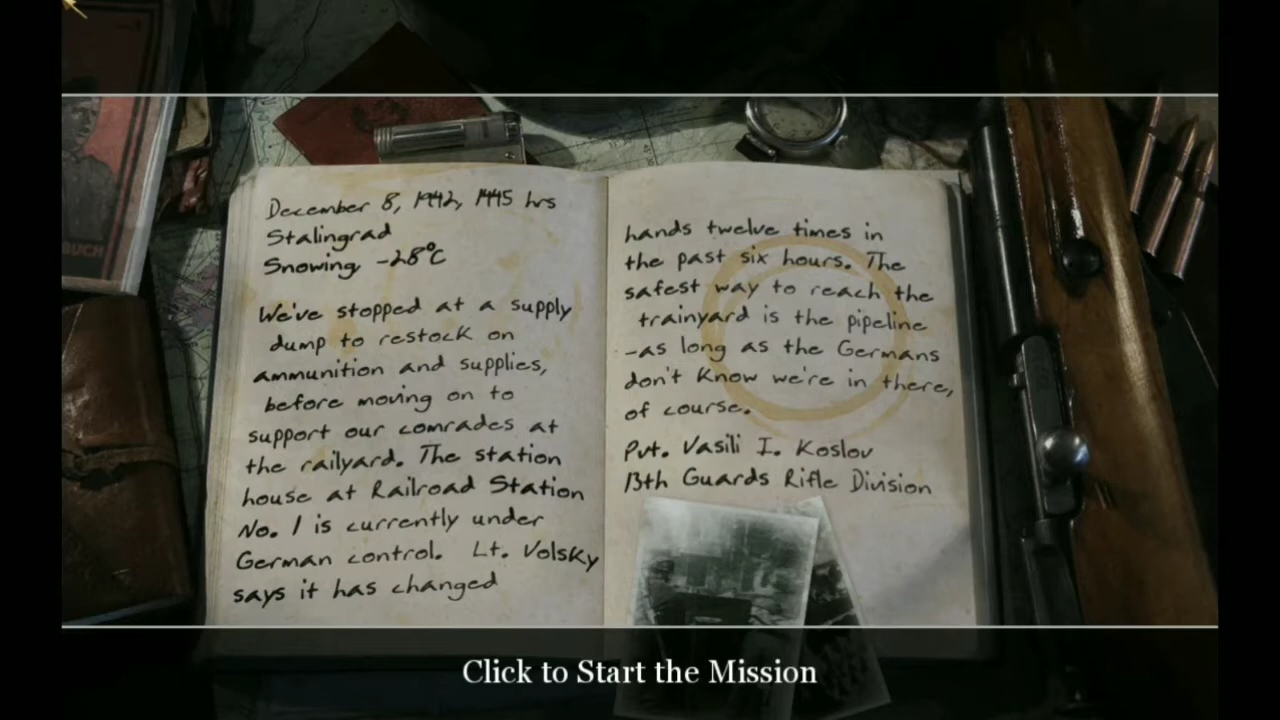 December 8, 1942, 1445 hrs
Stalingrad
Snowing -28°C
We've stopped at a supply
dump to restock on
ammunition and supplies,
before moving on to
support our comrades at
the railyard. The station
house at Railroad Station
No. 1 is currently under
German control. Lt. Volsky
says it has changed
hands twelve times in
the past six hours. The
safest way to reach the
trainyard is the pipeline
-as long as the Germans
don't know we're in there,
of course.
Pvt. Vasili I. Koslov
13th Guards Rifle Division
BUCH
Click to Start the Mission